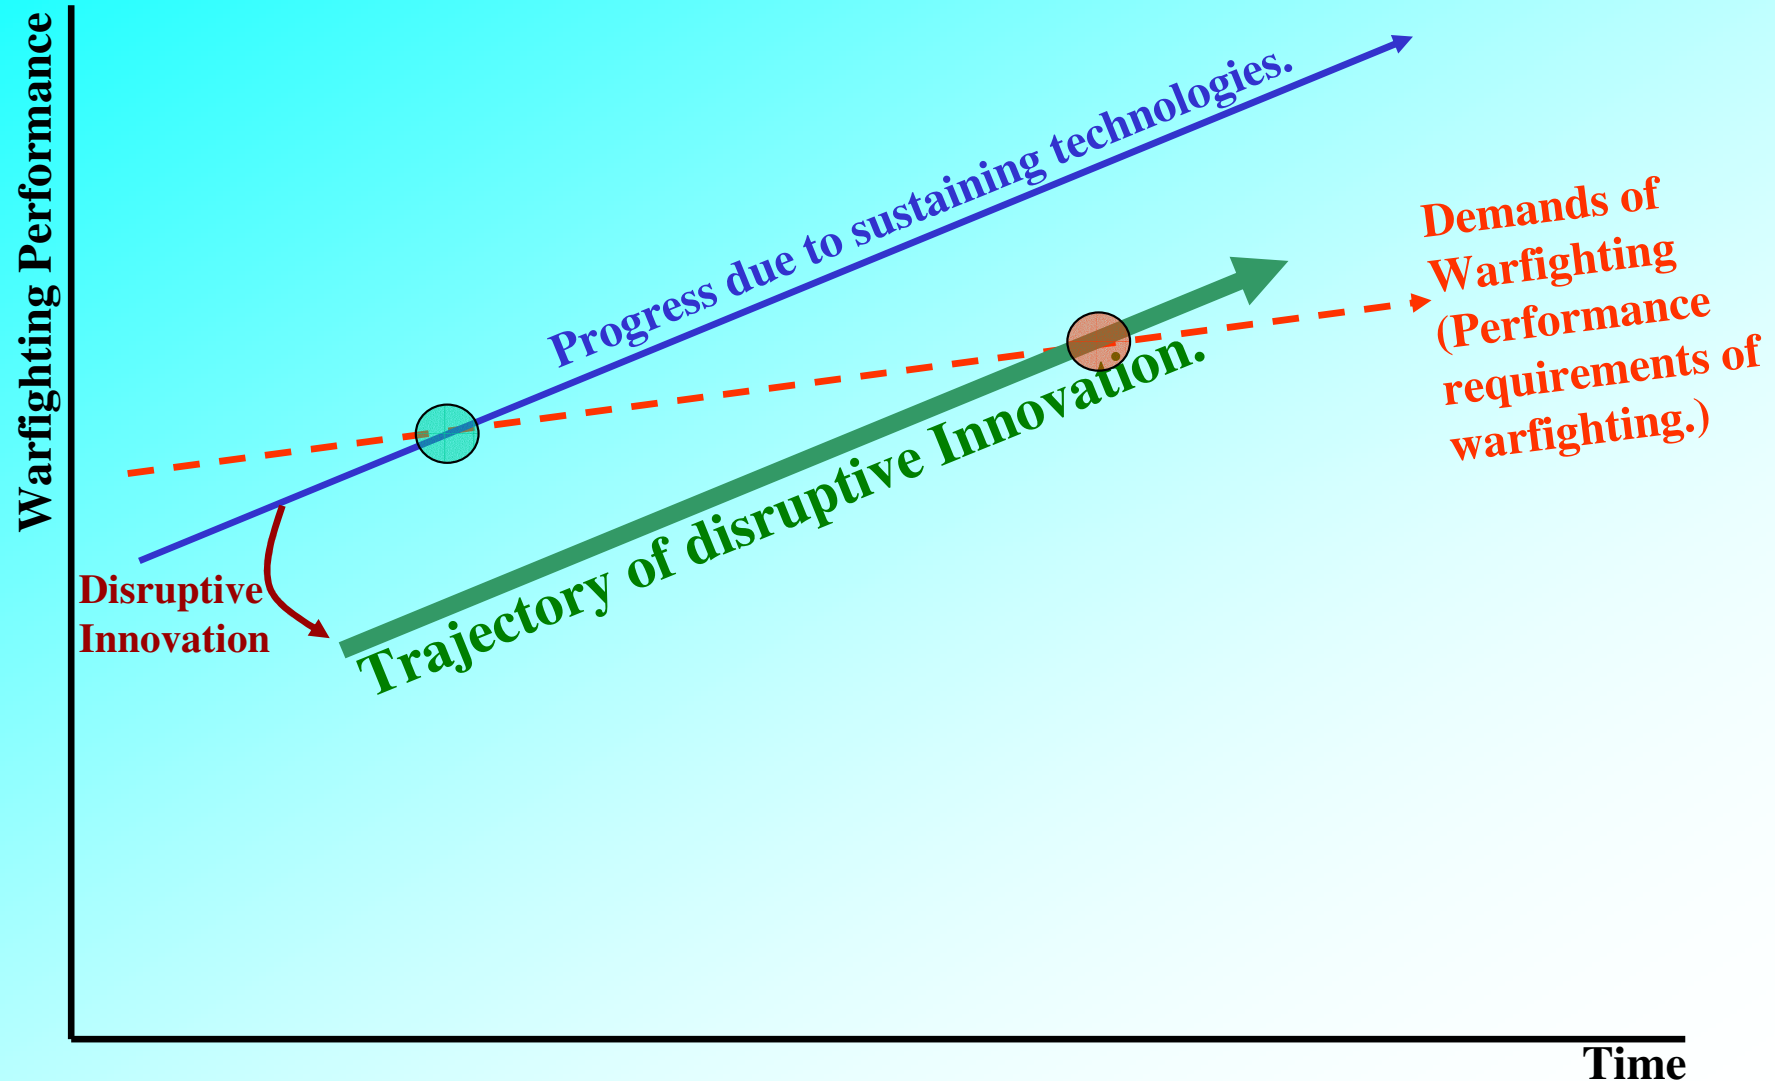 Warfighting Performance
Progress due to sustaining technologies.
Demands of
Warfighting
(Performance
requirements of
warfighting.)
Trajectory of disruptive Innovation.
Disruptive
Innovation
Time